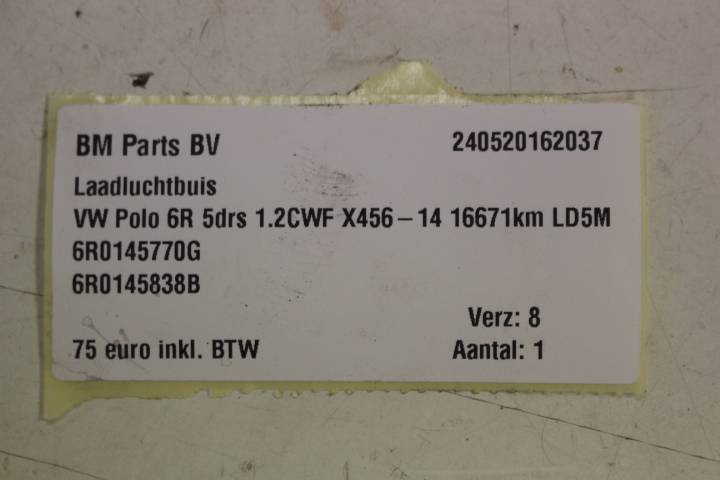 BM Parts BV 240520162037
Laadluchtbuis
VW Polo 6R 5drs 1.2CWF X456-14 16671km LD5M
6R0145770G
6R0145838B
Verz: 8
75 euro inkl. BTW Aantal: 1